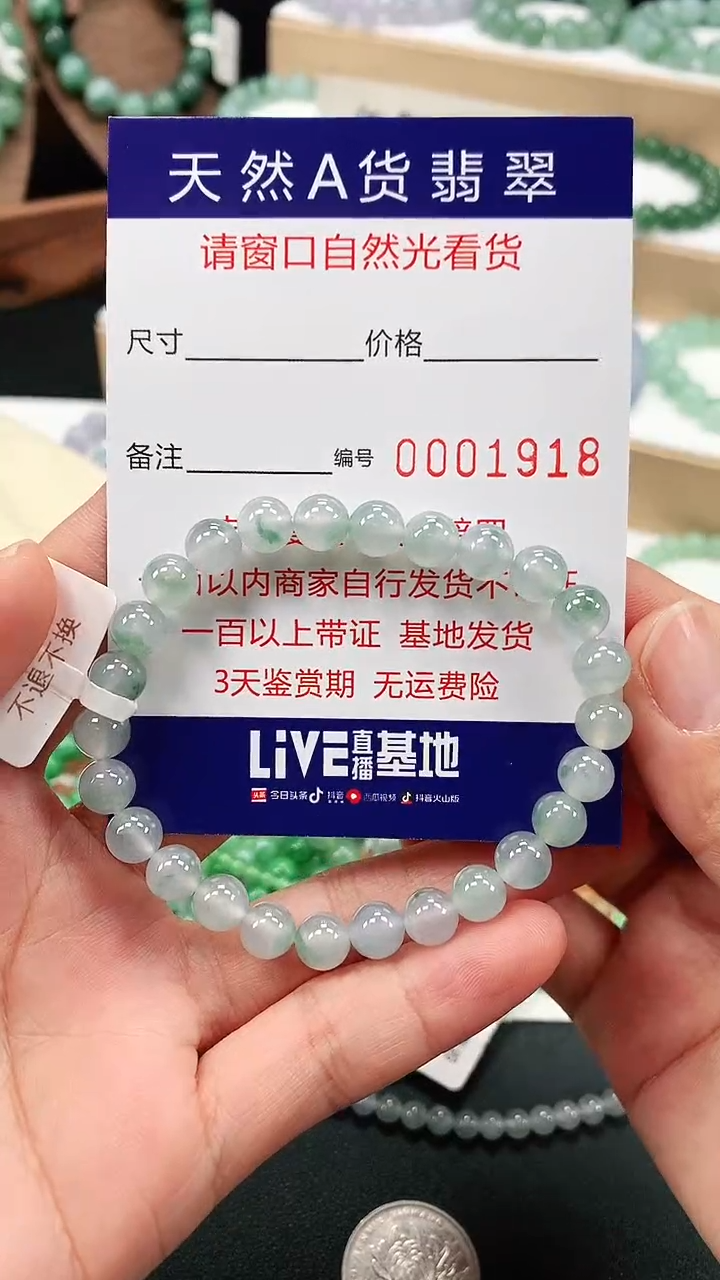 天然A货翡翠
请窗口自然光看货
尺寸 价格
备注 编号 0001918
以内商家自行发货不
一百以上带证 基地发货
3天鉴赏期 无运费险
不退不换
LiVE直播基地
头条 今日头条 抖音 西瓜视频 抖音火山版